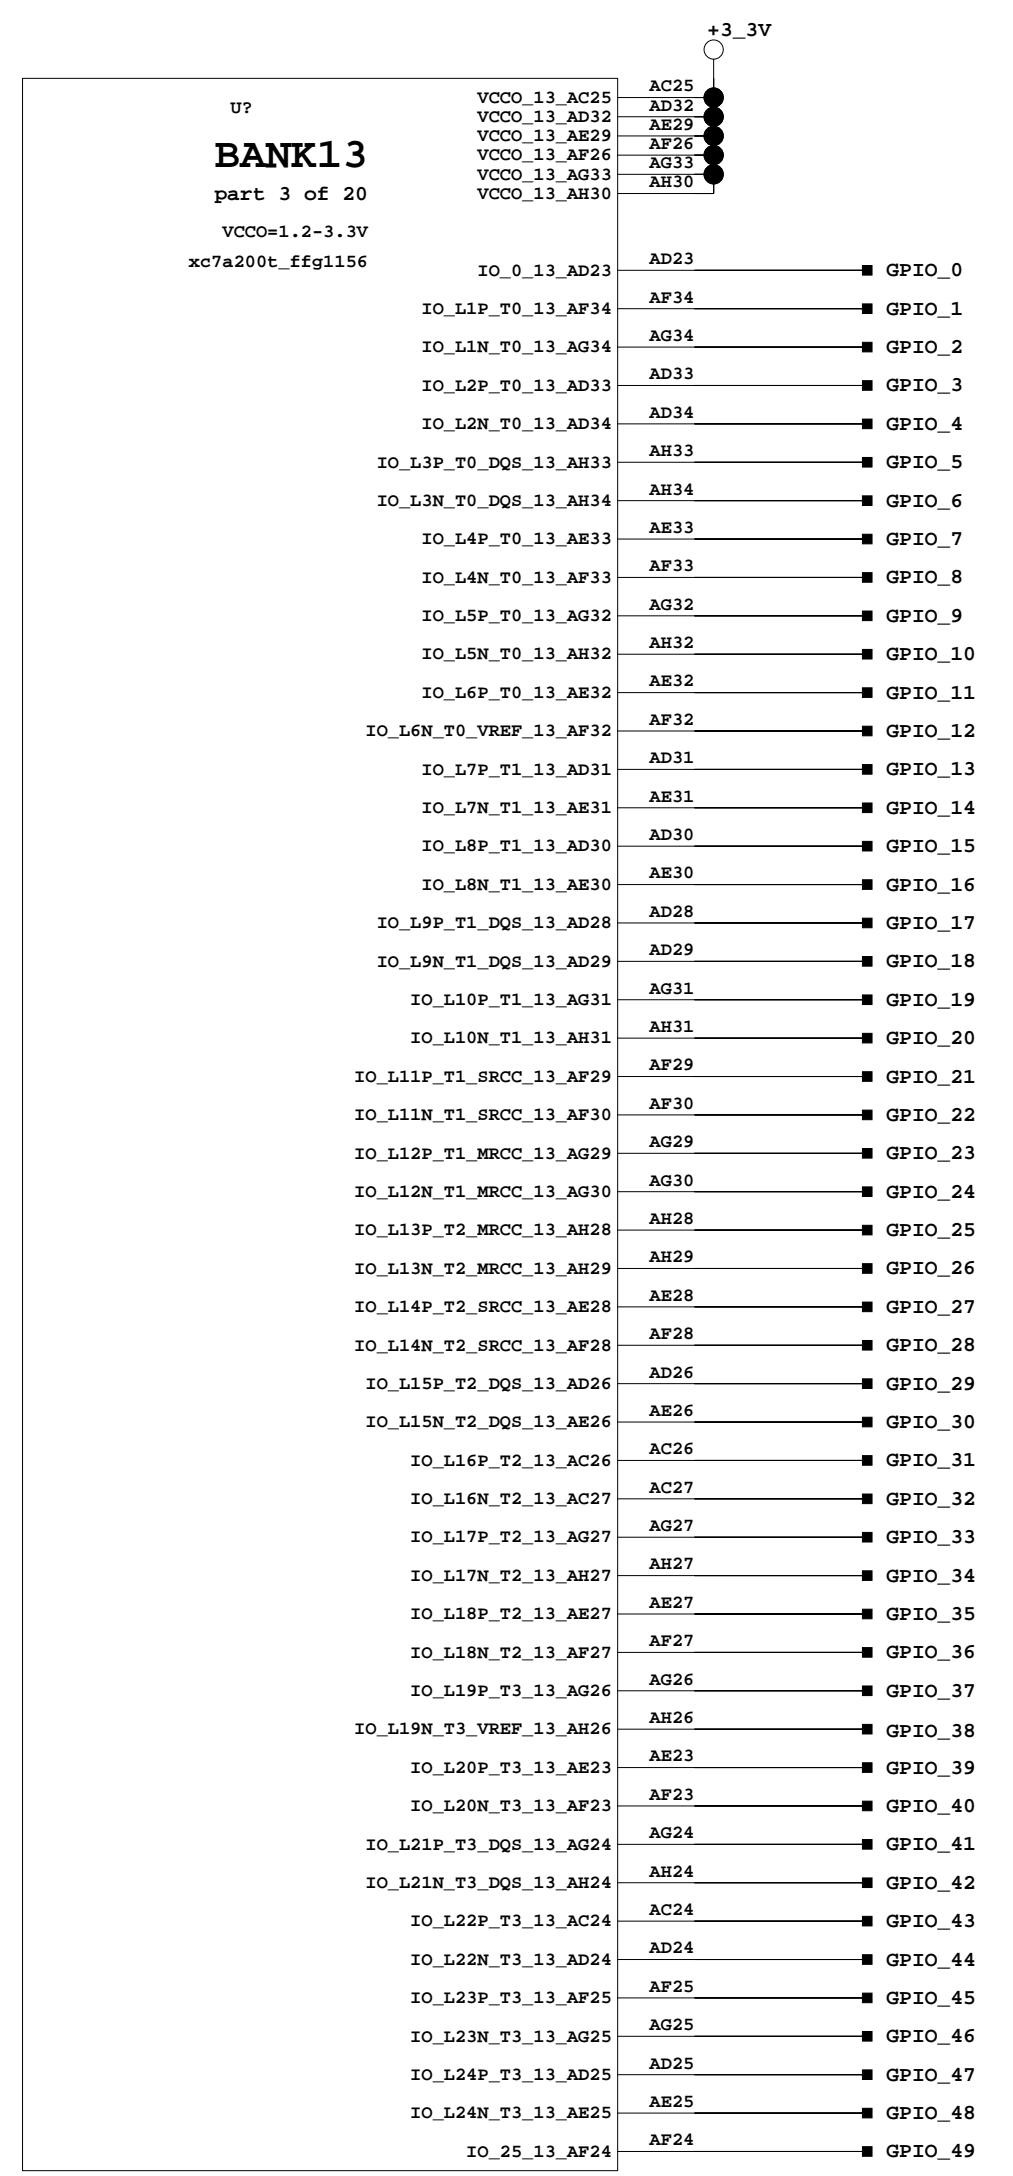 +3_3V
U?
BANK13
part 3 of 20
VCCO=1.2-3.3V
xc7a200t_ffg1156
VCCO_13_AC25 AC25
VCCO_13_AD32 AD32
VCCO_13_AE29 AE29
VCCO_13_AF26 AF26
VCCO_13_AG33 AG33
VCCO_13_AH30 AH30
IO_0_13_AD23 AD23 GPIO_0
IO_L1P_T0_13_AF34 AF34 GPIO_1
IO_L1N_T0_13_AG34 AG34 GPIO_2
IO_L2P_T0_13_AD33 AD33 GPIO_3
IO_L2N_T0_13_AD34 AD34 GPIO_4
IO_L3P_T0_DQS_13_AH33 AH33 GPIO_5
IO_L3N_T0_DQS_13_AH34 AH34 GPIO_6
IO_L4P_T0_13_AE33 AE33 GPIO_7
IO_L4N_T0_13_AF33 AF33 GPIO_8
IO_L5P_T0_13_AG32 AG32 GPIO_9
IO_L5N_T0_13_AH32 AH32 GPIO_10
IO_L6P_T0_13_AE32 AE32 GPIO_11
IO_L6N_T0_VREF_13_AF32 AF32 GPIO_12
IO_L7P_T1_13_AD31 AD31 GPIO_13
IO_L7N_T1_13_AE31 AE31 GPIO_14
IO_L8P_T1_13_AD30 AD30 GPIO_15
IO_L8N_T1_13_AE30 AE30 GPIO_16
IO_L9P_T1_DQS_13_AD28 AD28 GPIO_17
IO_L9N_T1_DQS_13_AD29 AD29 GPIO_18
IO_L10P_T1_13_AG31 AG31 GPIO_19
IO_L10N_T1_13_AH31 AH31 GPIO_20
IO_L11P_T1_SRCC_13_AF29 AF29 GPIO_21
IO_L11N_T1_SRCC_13_AF30 AF30 GPIO_22
IO_L12P_T1_MRCC_13_AG29 AG29 GPIO_23
IO_L12N_T1_MRCC_13_AG30 AG30 GPIO_24
IO_L13P_T2_MRCC_13_AH28 AH28 GPIO_25
IO_L13N_T2_MRCC_13_AH29 AH29 GPIO_26
IO_L14P_T2_SRCC_13_AE28 AE28 GPIO_27
IO_L14N_T2_SRCC_13_AF28 AF28 GPIO_28
IO_L15P_T2_DQS_13_AD26 AD26 GPIO_29
IO_L15N_T2_DQS_13_AE26 AE26 GPIO_30
IO_L16P_T2_13_AC26 AC26 GPIO_31
IO_L16N_T2_13_AC27 AC27 GPIO_32
IO_L17P_T2_13_AG27 AG27 GPIO_33
IO_L17N_T2_13_AH27 AH27 GPIO_34
IO_L18P_T2_13_AE27 AE27 GPIO_35
IO_L18N_T2_13_AF27 AF27 GPIO_36
IO_L19P_T3_13_AG26 AG26 GPIO_37
IO_L19N_T3_VREF_13_AH26 AH26 GPIO_38
IO_L20P_T3_13_AE23 AE23 GPIO_39
IO_L20N_T3_13_AF23 AF23 GPIO_40
IO_L21P_T3_DQS_13_AG24 AG24 GPIO_41
IO_L21N_T3_DQS_13_AH24 AH24 GPIO_42
IO_L22P_T3_13_AC24 AC24 GPIO_43
IO_L22N_T3_13_AD24 AD24 GPIO_44
IO_L23P_T3_13_AF25 AF25 GPIO_45
IO_L23N_T3_13_AG25 AG25 GPIO_46
IO_L24P_T3_13_AD25 AD25 GPIO_47
IO_L24N_T3_13_AE25 AE25 GPIO_48
IO_25_13_AF24 AF24 GPIO_49